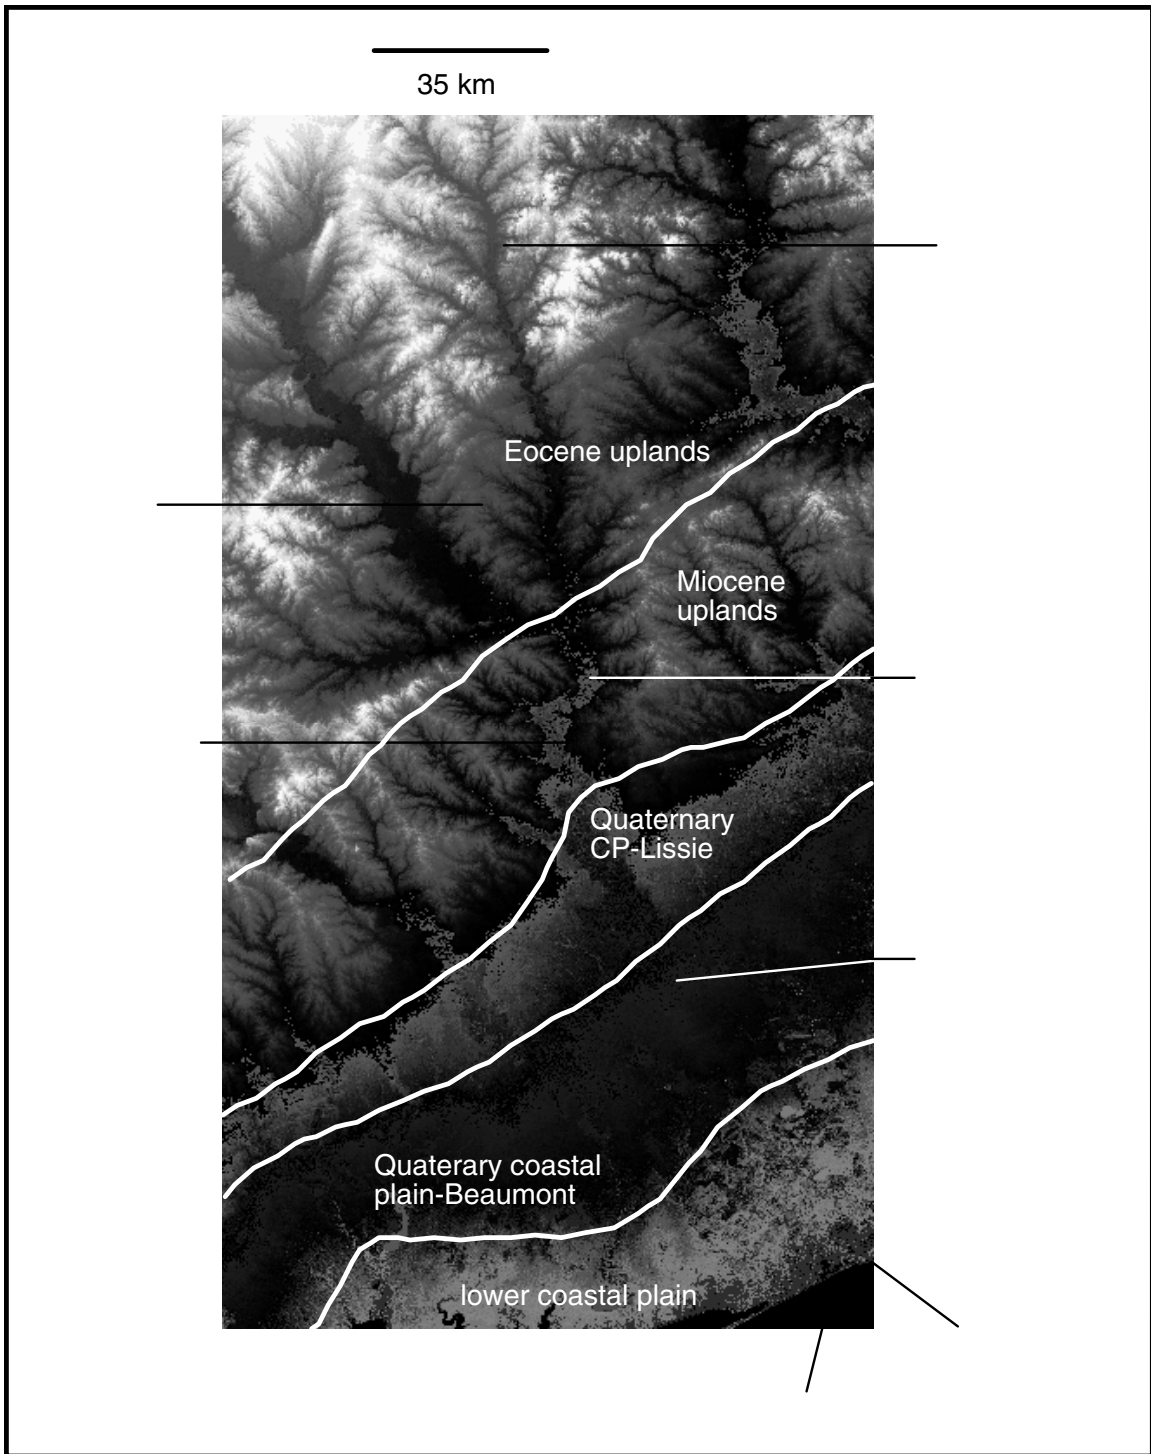 35 km
Eocene uplands
Miocene
uplands
Quaternary
CP-Lissie
Quaterary coastal
plain-Beaumont
lower coastal plain